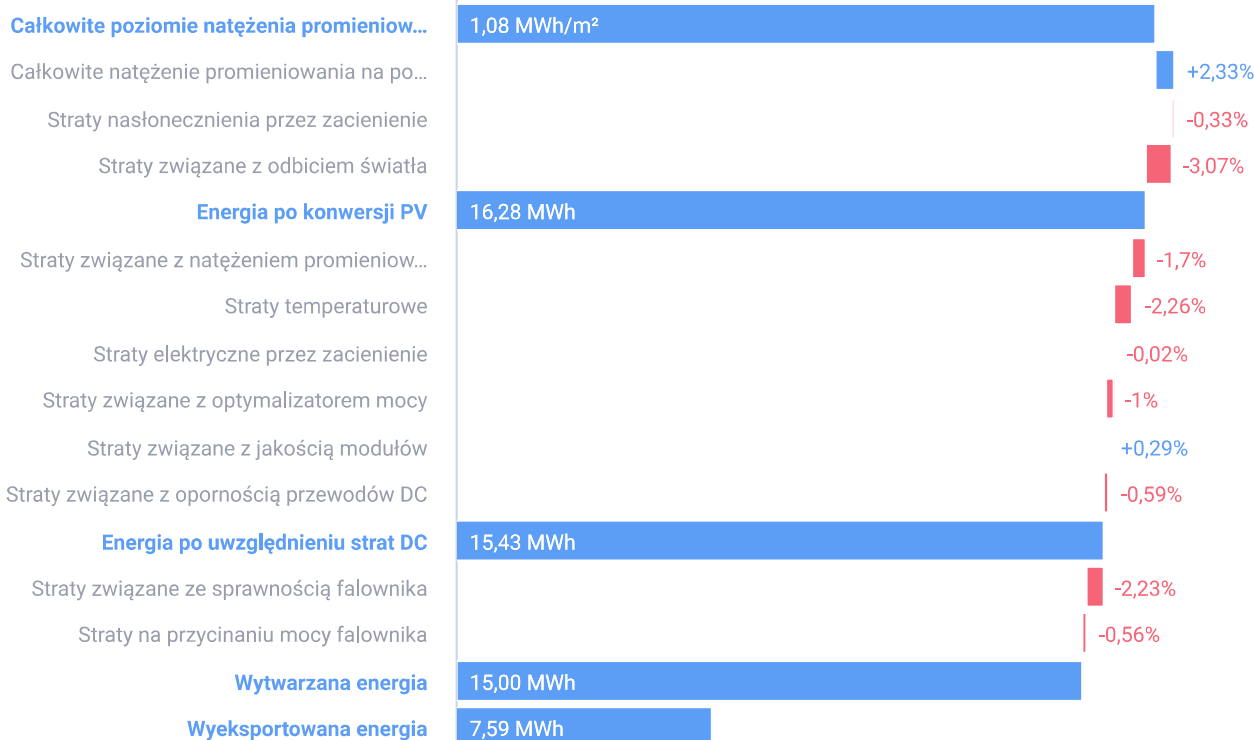 Całkowite poziomie natężenia promieniow... 1,08 MWh/m²
Całkowite natężenie promieniowania na po... +2,33%
Straty nasłonecznienia przez zacienienie -0,33%
Straty związane z odbiciem światła -3,07%
Energia po konwersji PV 16,28 MWh
Straty związane z natężeniem promieniow... -1,7%
Straty temperaturowe -2,26%
Straty elektryczne przez zacienienie -0,02%
Straty związane z optymalizatorem mocy -1%
Straty związane z jakością modułów +0,29%
Straty związane z opornością przewodów DC -0,59%
Energia po uwzględnieniu strat DC 15,43 MWh
Straty związane ze sprawnością falownika -2,23%
Straty na przycinaniu mocy falownika -0,56%
Wytwarzana energia 15,00 MWh
Wyeksportowana energia 7,59 MWh